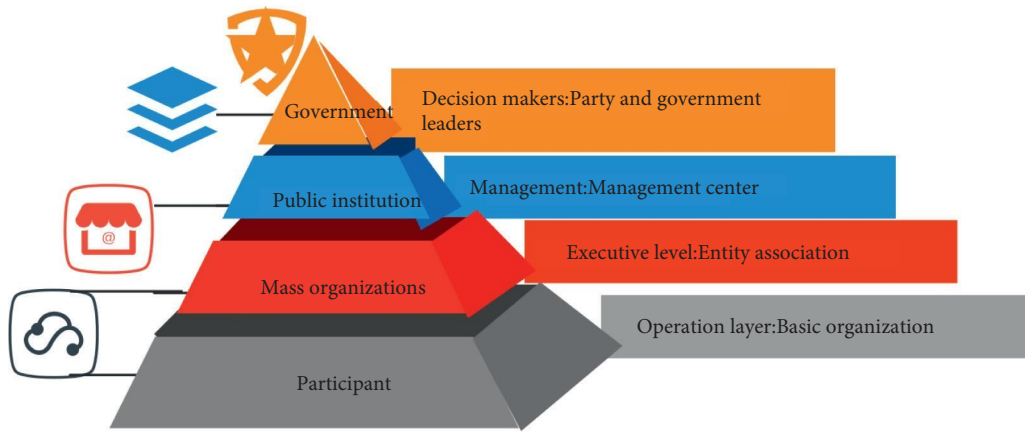 Government
Decision makers:Party and government
leaders
Public institution
Management:Management center
@
Mass organizations
Executive level:Entity association
Participant
Operation layer:Basic organization